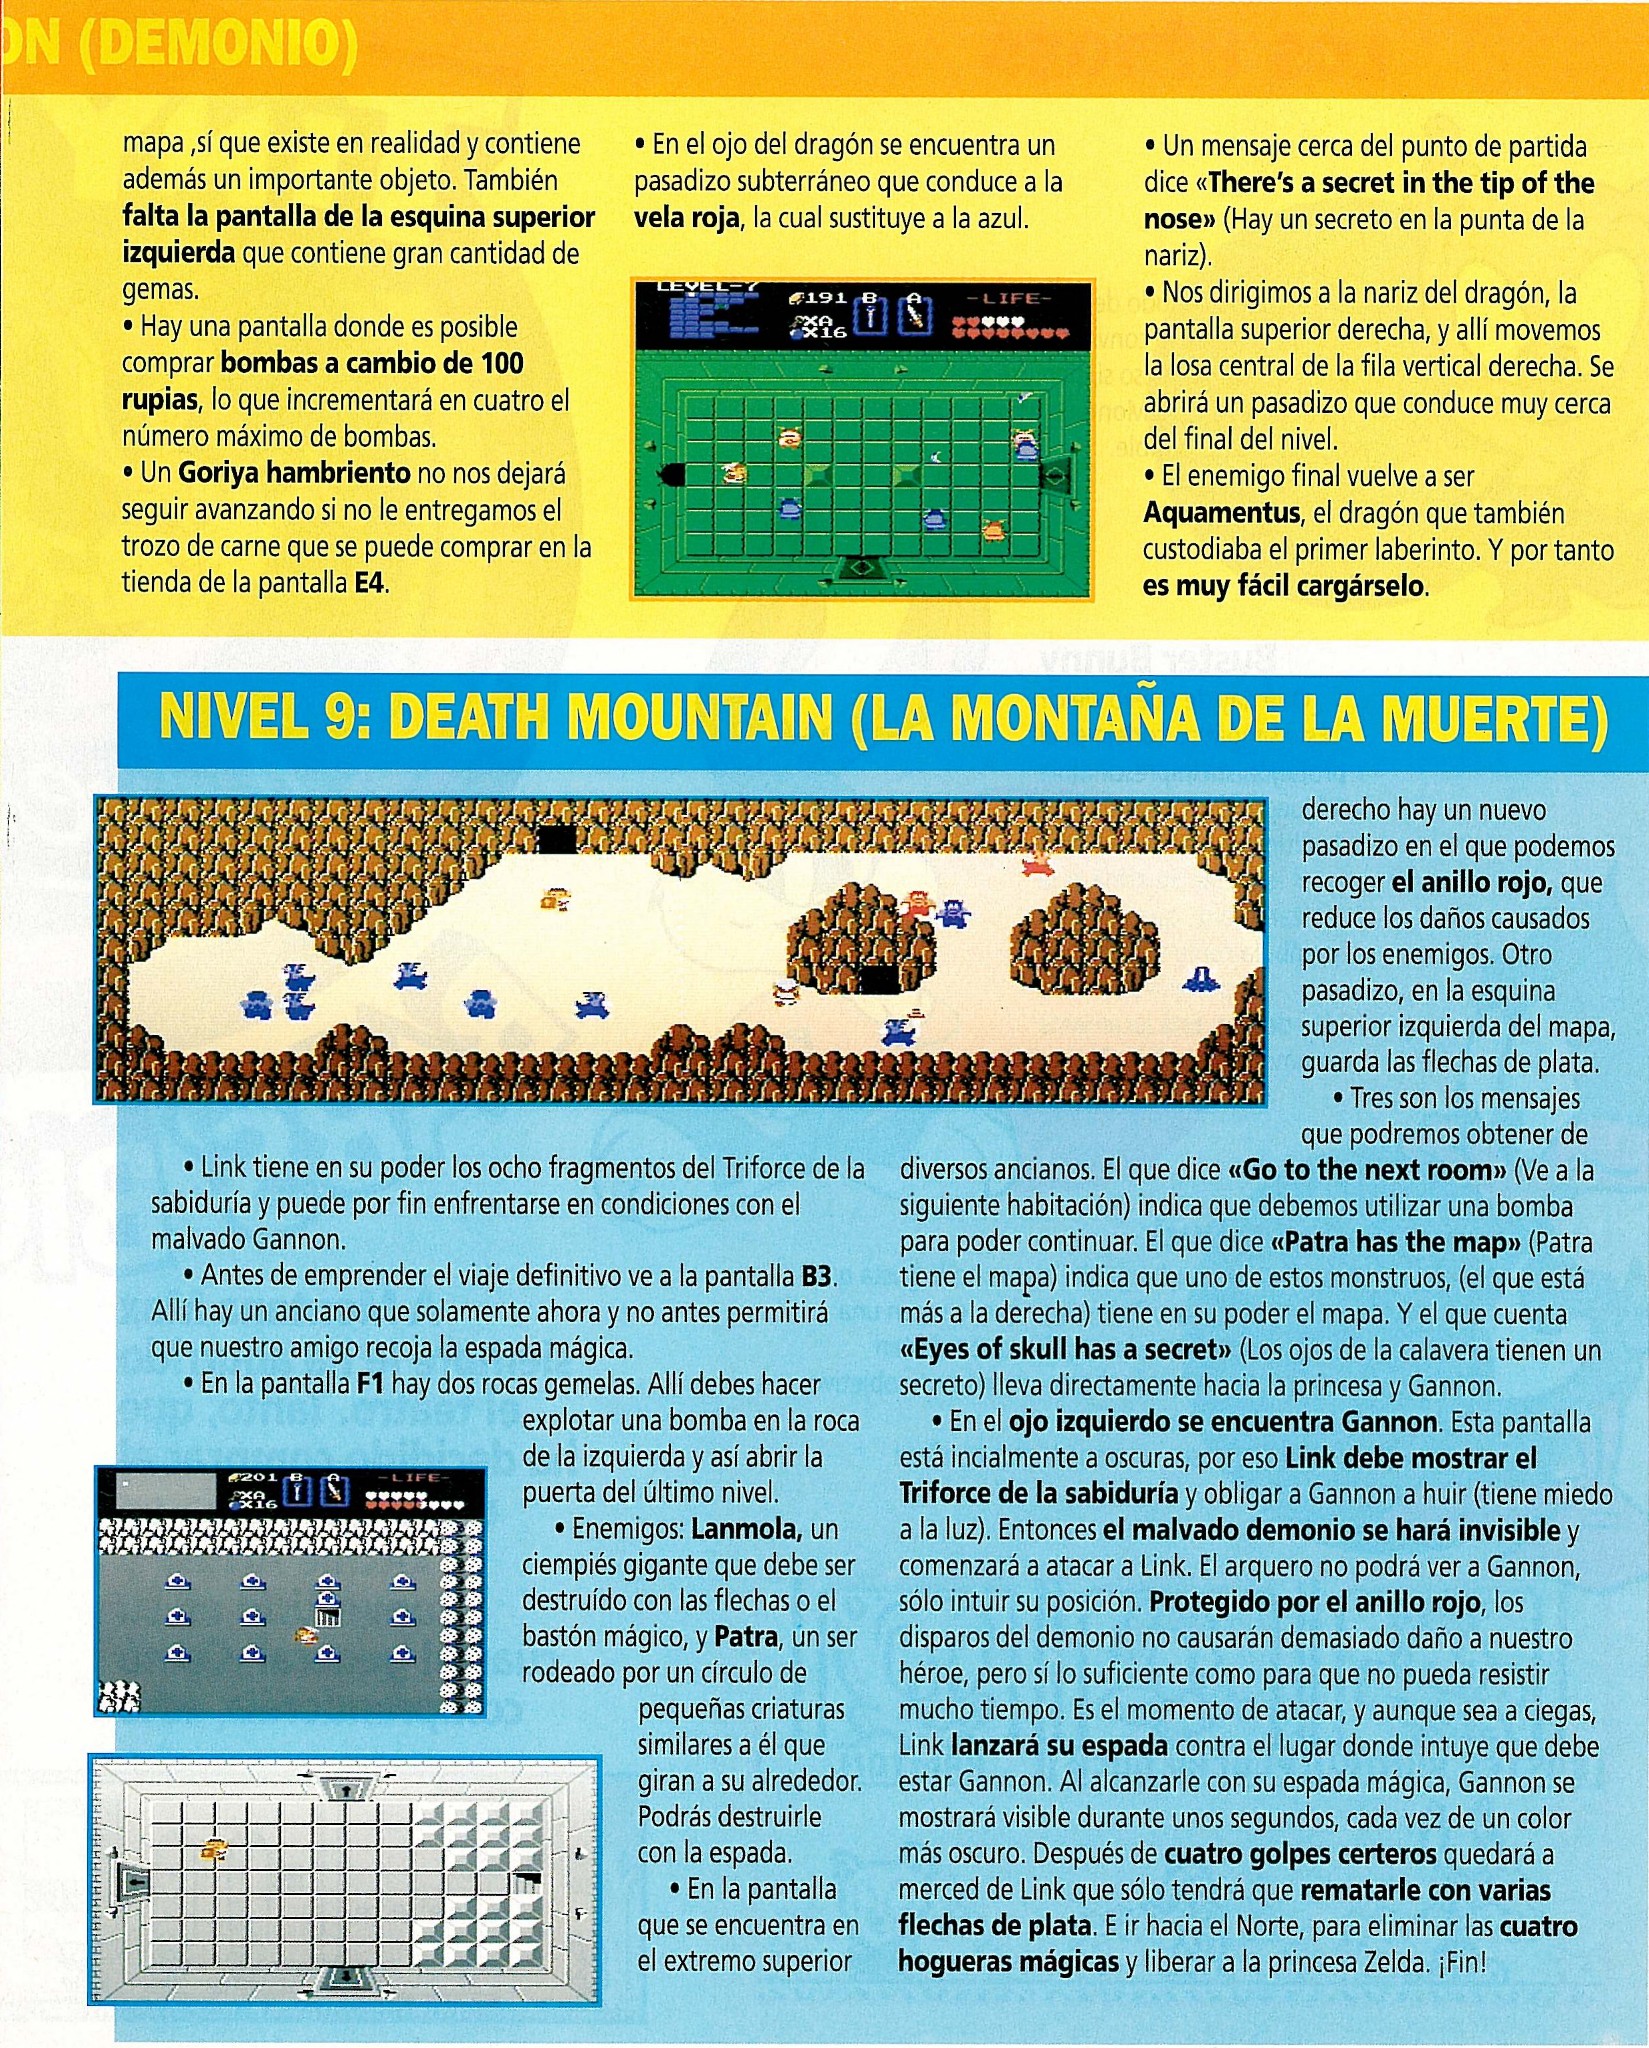 ON (DEMONIO)
mapa ,sí que existe en realidad y contiene
además un importante objeto. También
falta la pantalla de la esquina superior
izquierda que contiene gran cantidad de
gemas.
• Hay una pantalla donde es posible
comprar bombas a cambio de 100
rupias, lo que incrementará en cuatro el
número máximo de bombas.
• Un Goriya hambriento no nos dejará
seguir avanzando si no le entregamos el
trozo de carne que se puede comprar en la
tienda de la pantalla E4.
• En el ojo del dragón se encuentra un
pasadizo subterráneo que conduce a la
vela roja, la cual sustituye a la azul.
LEVEL-7
191 B A -LIFE-
XA
X16
• Un mensaje cerca del punto de partida
dice «There's a secret in the tip of the
nose» (Hay un secreto en la punta de la
nariz).
• Nos dirigimos a la nariz del dragón, la
pantalla superior derecha, y allí movemos
la losa central de la fila vertical derecha. Se
abrirá un pasadizo que conduce muy cerca
del final del nivel.
• El enemigo final vuelve a ser
Aquamentus, el dragón que también
custodiaba el primer laberinto. Y por tanto
es muy fácil cargárselo.
NIVEL 9: DEATH MOUNTAIN (LA MONTAÑA DE LA MUERTE)
• Link tiene en su poder los ocho fragmentos del Triforce de la
sabiduría y puede por fin enfrentarse en condiciones con el
malvado Gannon.
• Antes de emprender el viaje definitivo ve a la pantalla B3.
Allí hay un anciano que solamente ahora y no antes permitirá
que nuestro amigo recoja la espada mágica.
• En la pantalla F1 hay dos rocas gemelas. Allí debes hacer
explotar una bomba en la roca
de la izquierda y así abrir la
puerta del último nivel.
• Enemigos: Lanmola, un
ciempiés gigante que debe ser
destruído con las flechas o el
bastón mágico, y Patra, un ser
rodeado por un círculo de
pequeñas criaturas
similares a él que
giran a su alrededor.
Podrás destruirle
con la espada.
• En la pantalla
que se encuentra en
el extremo superior
201 B A -LIFE-
XA
X16
derecho hay un nuevo
pasadizo en el que podemos
recoger el anillo rojo, que
reduce los daños causados
por los enemigos. Otro
pasadizo, en la esquina
superior izquierda del mapa,
guarda las flechas de plata.
• Tres son los mensajes
que podremos obtener de
diversos ancianos. El que dice «Go to the next room» (Ve a la
siguiente habitación) indica que debemos utilizar una bomba
para poder continuar. El que dice «Patra has the map» (Patra
tiene el mapa) indica que uno de estos monstruos, (el que está
más a la derecha) tiene en su poder el mapa. Y el que cuenta
«Eyes of skull has a secret» (Los ojos de la calavera tienen un
secreto) lleva directamente hacia la princesa y Gannon.
• En el ojo izquierdo se encuentra Gannon. Esta pantalla
está incialmente a oscuras, por eso Link debe mostrar el
Triforce de la sabiduría y obligar a Gannon a huir (tiene miedo
a la luz). Entonces el malvado demonio se hará invisible y
comenzará a atacar a Link. El arquero no podrá ver a Gannon,
sólo intuir su posición. Protegido por el anillo rojo, los
disparos del demonio no causarán demasiado daño a nuestro
héroe, pero sí lo suficiente como para que no pueda resistir
mucho tiempo. Es el momento de atacar, y aunque sea a ciegas,
Link lanzará su espada contra el lugar donde intuye que debe
estar Gannon. Al alcanzarle con su espada mágica, Gannon se
mostrará visible durante unos segundos, cada vez de un color
más oscuro. Después de cuatro golpes certeros quedará a
merced de Link que sólo tendrá que rematarle con varias
flechas de plata. E ir hacia el Norte, para eliminar las cuatro
hogueras mágicas y liberar a la princesa Zelda. ¡Fin!